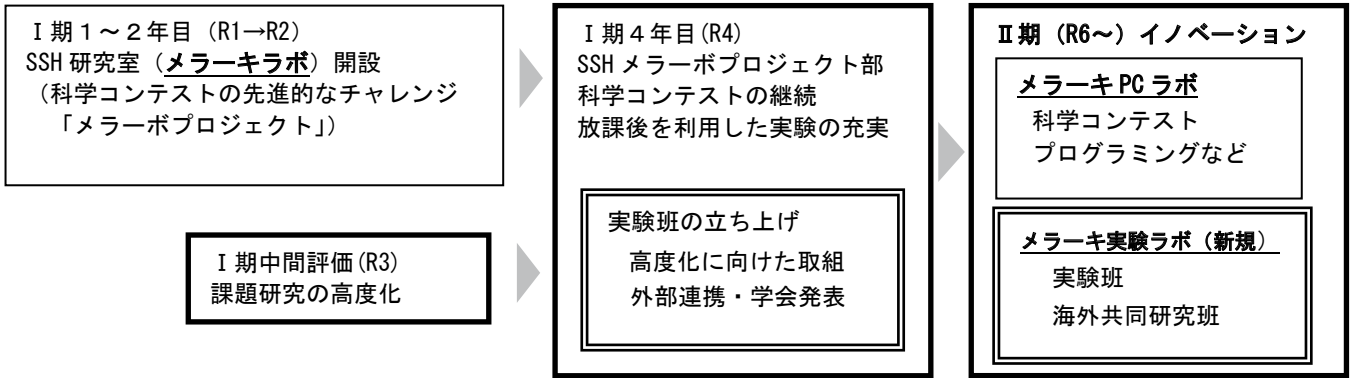 Ⅰ期1~2年目(R1→R2)
SSH研究室(メラーキラボ)開設
(科学コンテストの先進的なチャレンジ
「メラーボプロジェクト」)
Ⅰ期中間評価(R3)
課題研究の高度化
Ⅰ期4年目(R4)
SSHメラーボプロジェクト部
科学コンテストの継続
放課後を利用した実験の充実
実験班の立ち上げ
高度化に向けた取組
外部連携・学会発表
Ⅱ期(R6~)イノベーション
メラーキPCラボ
科学コンテスト
プログラミングなど
メラーキ実験ラボ(新規)
実験班
海外共同研究班